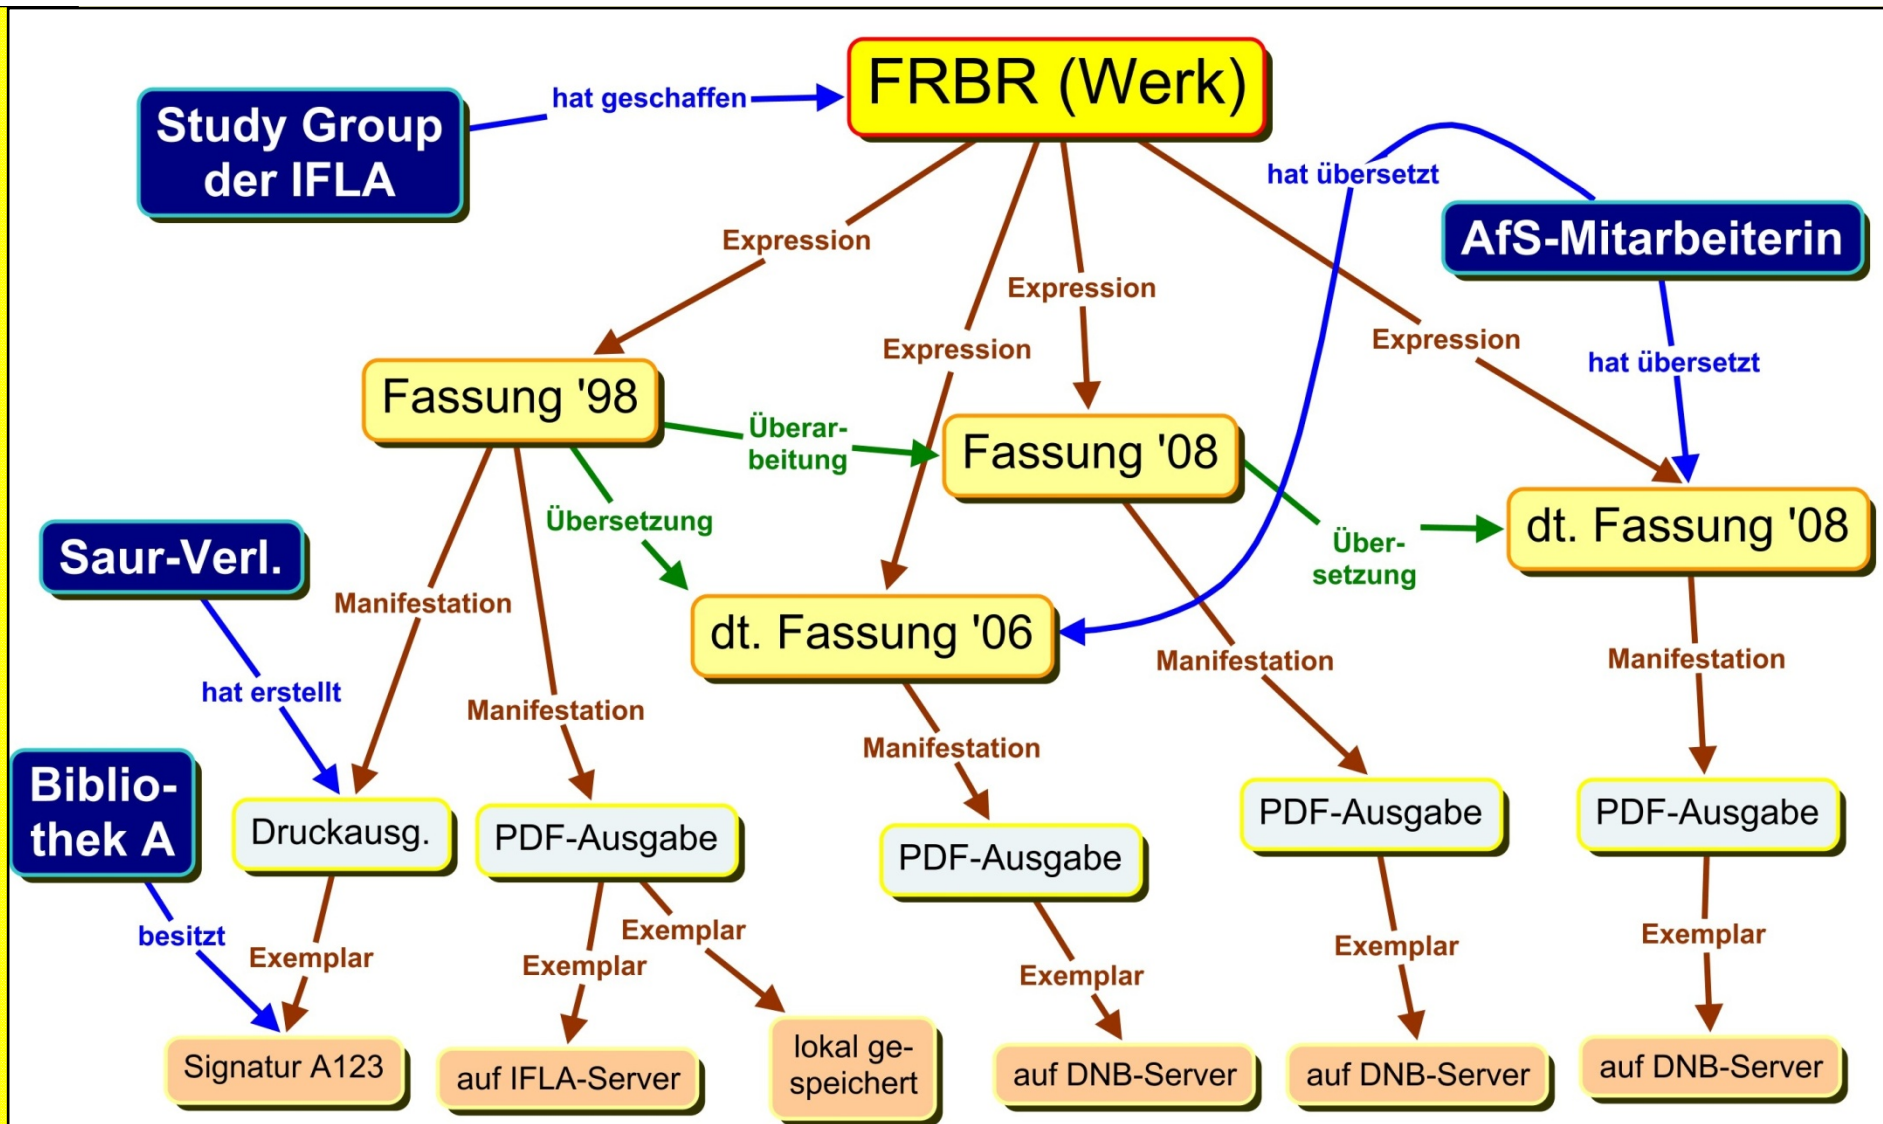 FRBR (Werk)
hat geschaffen
Study Group
der IFLA
hat übersetzt
AfS-Mitarbeiterin
Expression
Expression
Expression
Expression
hat übersetzt
Fassung '98
Überar-
beitung
Fassung '08
Übersetzung
dt. Fassung '08
Über-
setzung
Saur-Verl.
Manifestation
dt. Fassung '06
Manifestation
Manifestation
hat erstellt
Manifestation
Manifestation
Biblio-
thek A
Druckausg.
PDF-Ausgabe
PDF-Ausgabe
PDF-Ausgabe
PDF-Ausgabe
besitzt
Exemplar
Exemplar
Exemplar
Exemplar
Exemplar
Exemplar
Signatur A123
auf IFLA-Server
lokal ge-
speichert
auf DNB-Server
auf DNB-Server
auf DNB-Server